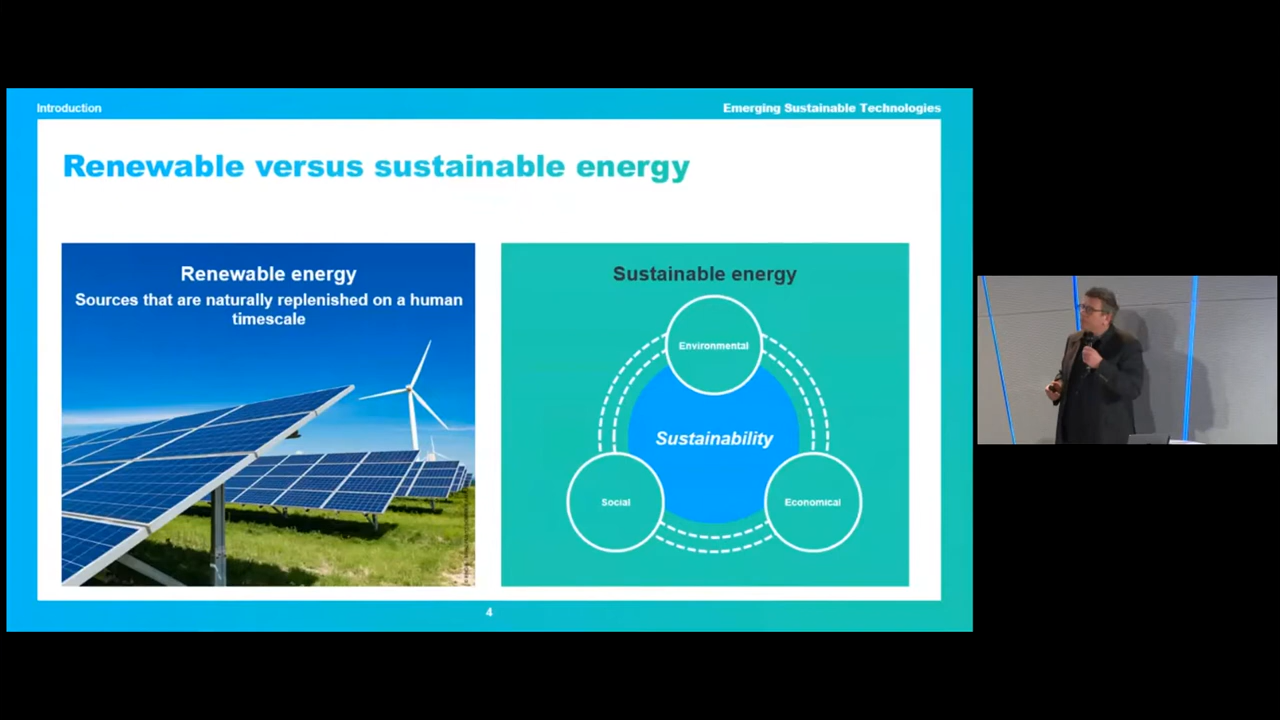 Introduction
Emerging Sustainable Technologies
Renewable versus sustainable energy
Renewable energy
Sources that are naturally replenished on a human
timescale
Sustainable energy
Environmental
Sustainability
Social
Economical
4